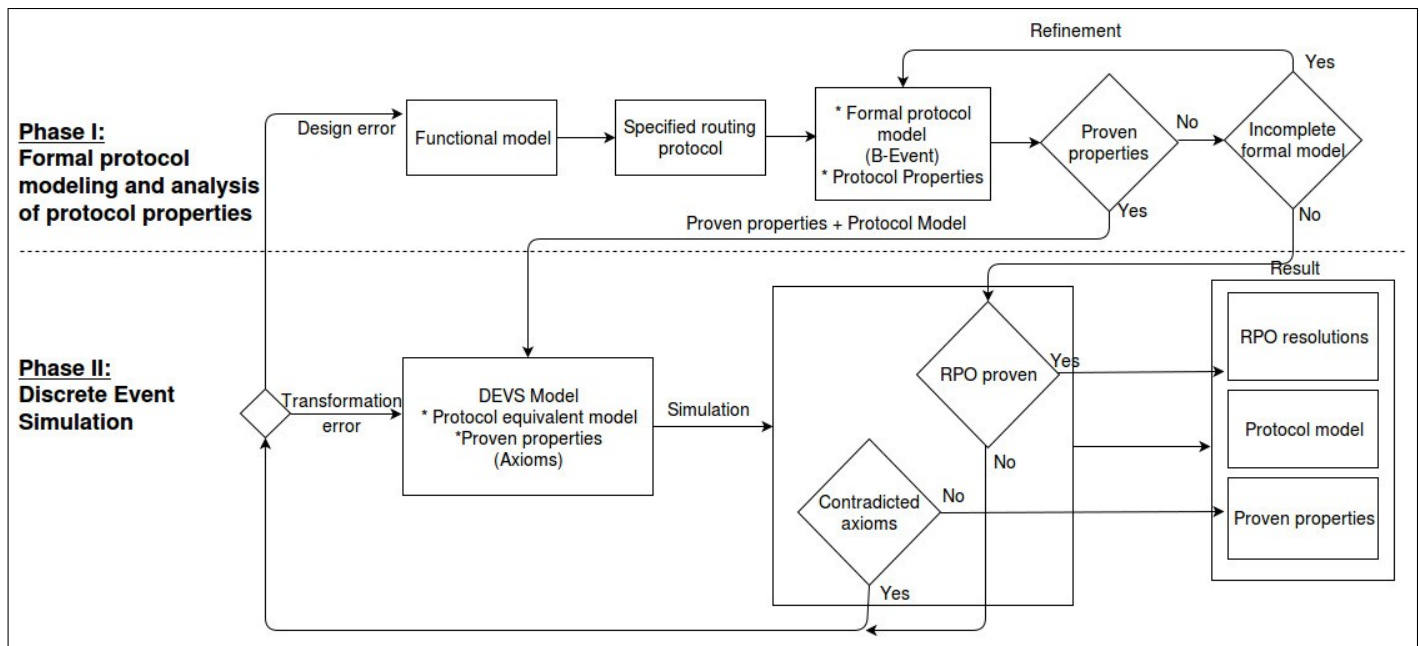 Refinement
Yes
Phase I:
Formal protocol
modeling and analysis
of protocol properties
Design error
Functional model
Specified routing
protocol
* Formal protocol
model
(B-Event)
* Protocol Properties
Proven
properties
No
Incomplete
formal model
Yes
No
Proven properties + Protocol Model
Result
Phase II:
Discrete Event
Simulation
Transformation
error
DEVS Model
* Protocol equivalent model
*Proven properties
(Axioms)
Simulation
RPO proven
Yes
No
Contradicted
axioms
No
Yes
RPO resolutions
Protocol model
Proven properties